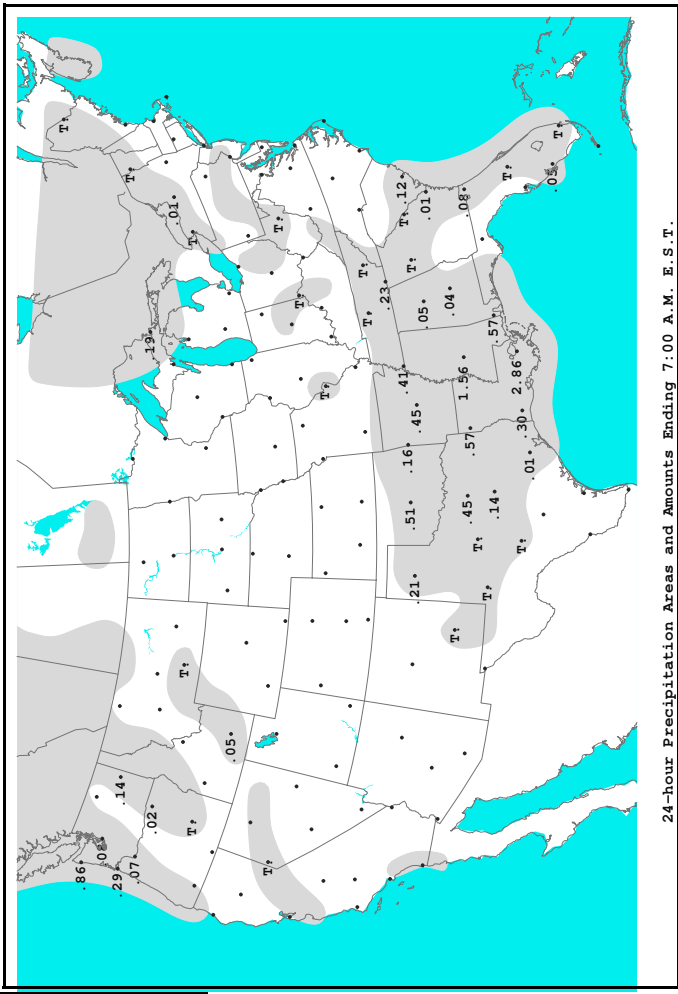 T
.86
.08
.29
.14
T
.07
.19
.02
.01
T
T
T
.05
T
T
T
T
T
T
.23
.41
.12
T
.16
.51
T
.21
.45
.05
.01
.04
T
1.56
.08
.45
.57
T
T
.14
.57
T
2.86
T
.30
.01
.05
T
24-hour Precipitation Areas and Amounts Ending 7:00 A.M. E.S.T.